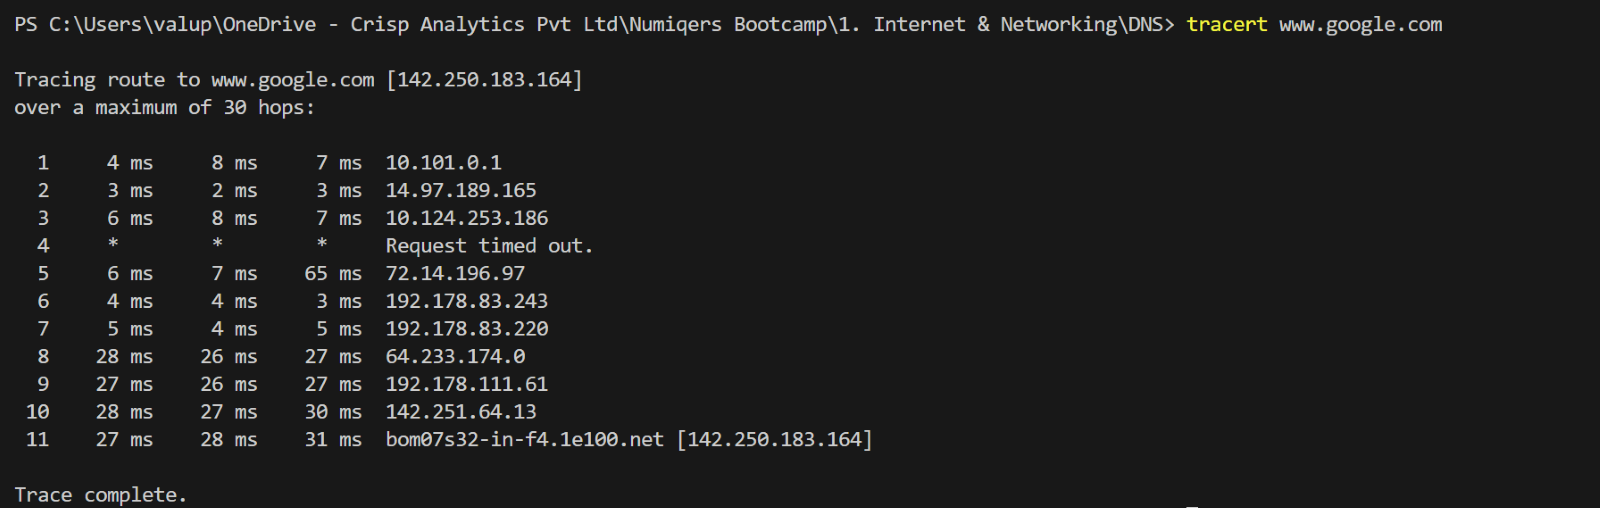 PS C:\Users\valup\OneDrive - Crisp Analytics Pvt Ltd\Numiqers Bootcamp\1. Internet & Networking\DNS> tracert www.google.com
Tracing route to www.google.com [142.250.183.164]
over a maximum of 30 hops:
1 4 ms 8 ms 7 ms 10.101.0.1
2 3 ms 2 ms 3 ms 14.97.189.165
3 6 ms 8 ms 7 ms 10.124.253.186
4 * * * Request timed out.
5 6 ms 7 ms 65 ms 72.14.196.97
6 4 ms 4 ms 3 ms 192.178.83.243
7 5 ms 4 ms 5 ms 192.178.83.220
8 28 ms 26 ms 27 ms 64.233.174.0
9 27 ms 26 ms 27 ms 192.178.111.61
10 28 ms 27 ms 30 ms 142.251.64.13
11 27 ms 28 ms 31 ms bom07s32-in-f4.1e100.net [142.250.183.164]
Trace complete.